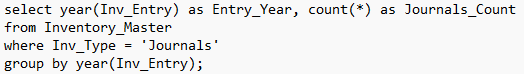 select year(Inv_Entry) as Entry_Year, count(*) as Journals_Count
from Inventory_Master
where Inv_Type = 'Journals'
group by year(Inv_Entry);